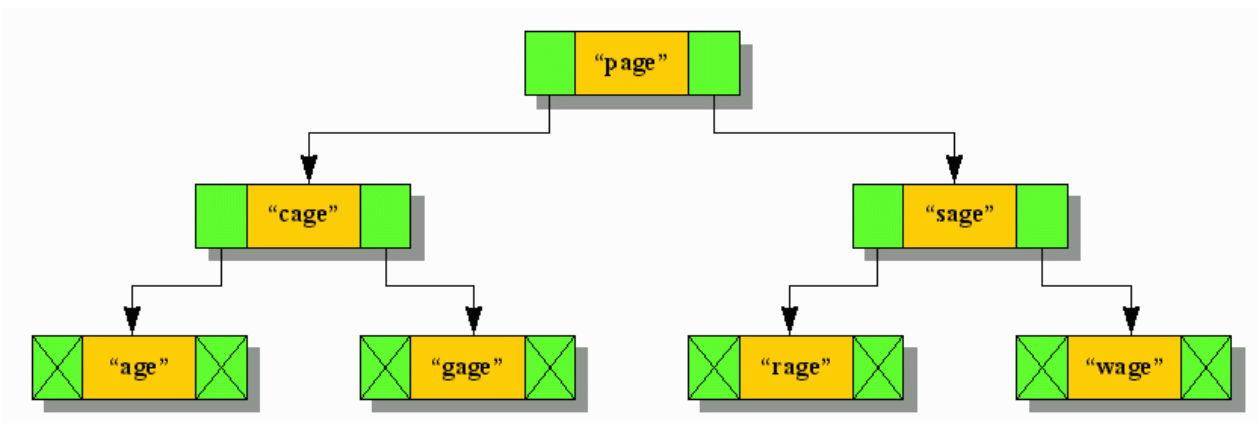 “page”
“cage”
“sage”
“age”
“gage”
“rage”
“wage”